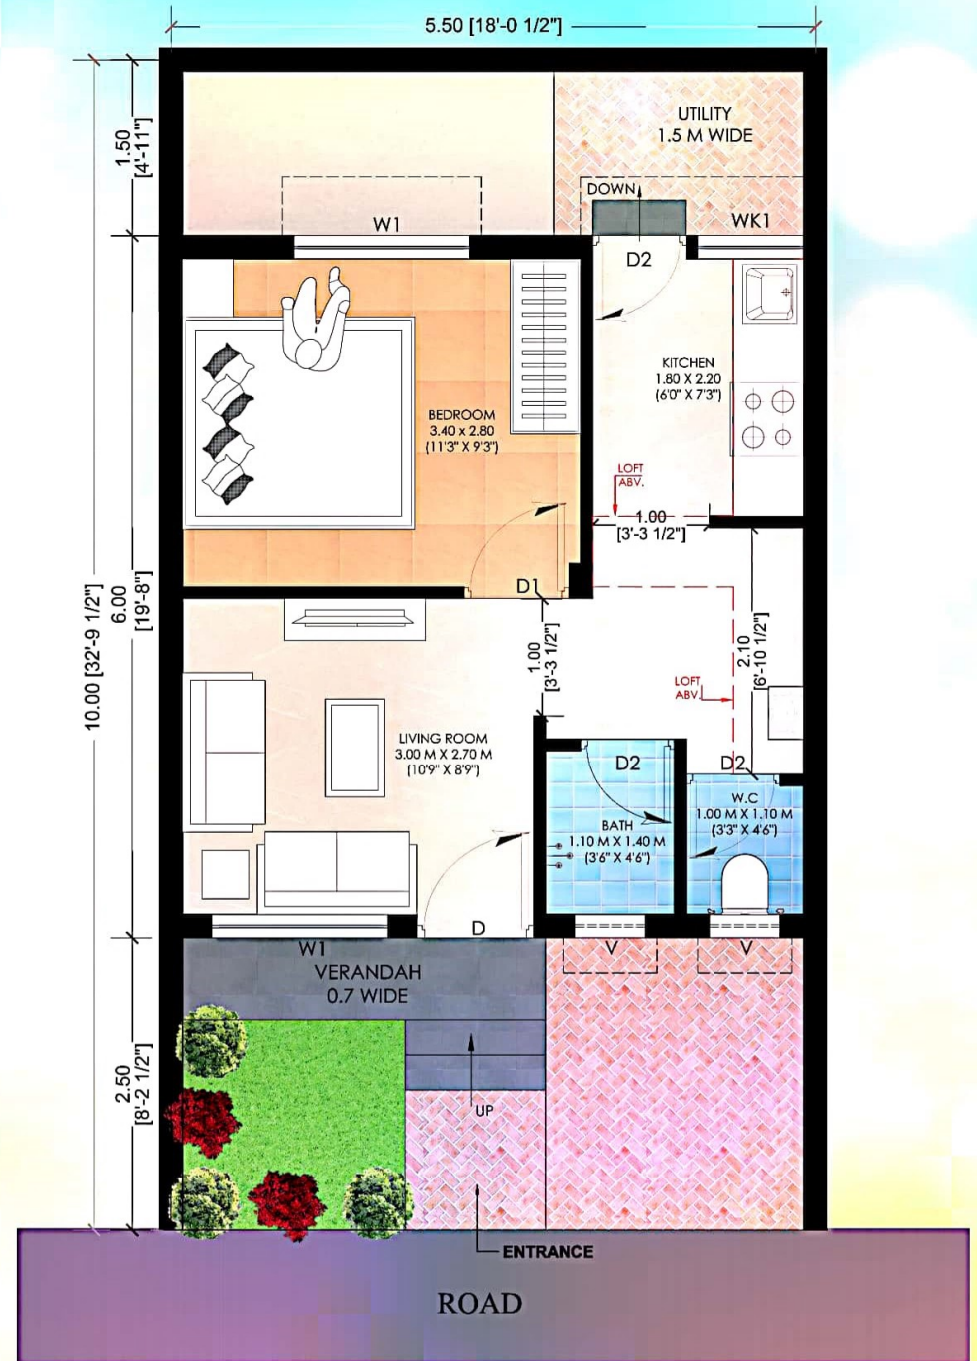 5.50 [18'-0 1/2"]
1.50
[4'-11"]
UTILITY
1.5 M WIDE
DOWN
W1
WK1
D2
KITCHEN
1.80 X 2.20
(6'0" X 7'3")
BEDROOM
3.40 x 2.80
(11'3" X 9'3")
LOFT
ABV.
1.00
[3'-3 1/2"]
D1
10.00 [32'-9 1/2"]
6.00
[19'-8"]
1.00
[3'-3 1/2"]
2.10
[6'-10 1/2"]
LOFT
ABV.
LIVING ROOM
3.00 M X 2.70 M
(10'9" X 8'9")
D2
D2
W.C
1.00 M X 1.10 M
(3'3" X 4'6")
BATH
1.10 M X 1.40 M
(3'6" X 4'6")
D
W1
V
V
VERANDAH
0.7 WIDE
2.50
[8'-2 1/2"]
UP
ENTRANCE
ROAD